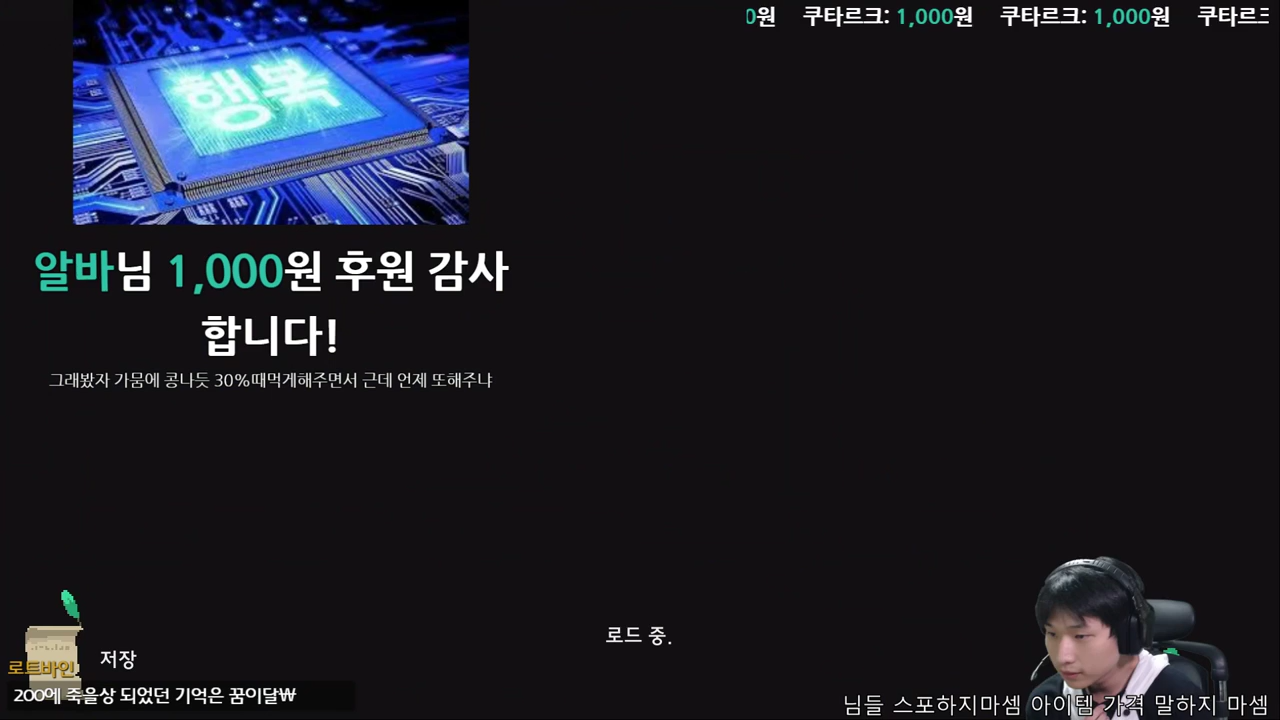 0원 쿠타르크: 1,000원 쿠타르크: 1,000원 쿠타르크
행복
알바님 1,000원 후원 감사
합니다!
그래봤자 가뭄에 콩나듯 30%때먹게해주면서 근데 언제 또해주냐
로드 중.
저장
로트바인
200에 죽을상 되었던 기억은 꿈이달₩
님들 스포하지마셈 아이템 가격 말하지 마셈